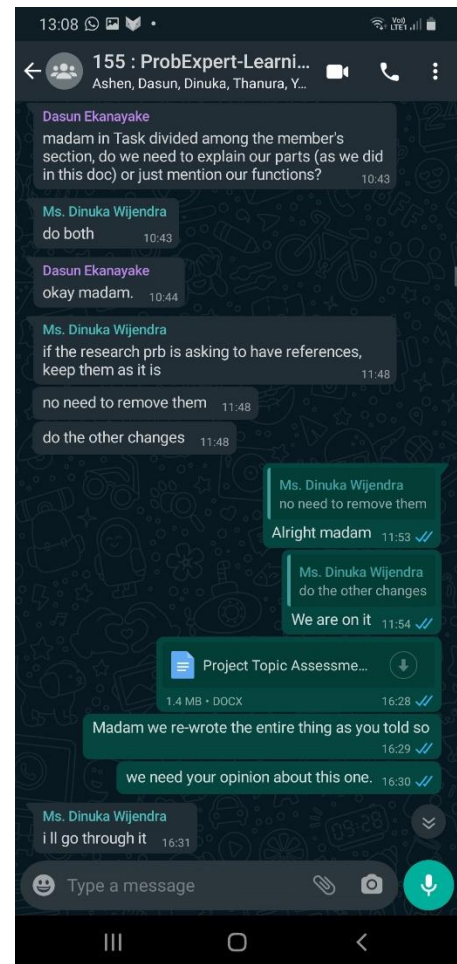 13:08
Vo))
LTE1
155 : ProbExpert-Learni...
Ashen, Dasun, Dinuka, Thanura, Y...
Dasun Ekanayake
madam in Task divided among the member's
section, do we need to explain our parts (as we did
in this doc) or just mention our functions?
10:43
Ms. Dinuka Wijendra
do both 10:43
Dasun Ekanayake
okay madam. 10:44
Ms. Dinuka Wijendra
if the research prb is asking to have references,
keep them as it is
11:48
no need to remove them 11:48
do the other changes 11:48
Ms. Dinuka Wijendra
no need to remove them
Alright madam 11:53
Ms. Dinuka Wijendra
do the other changes
We are on it 11:54
Project Topic Assessme...
1.4 MB • DOCX 16:28
Madam we re-wrote the entire thing as you told so
16:29
we need your opinion about this one. 16:30
Ms. Dinuka Wijendra
i ll go through it 16:31
Type a message